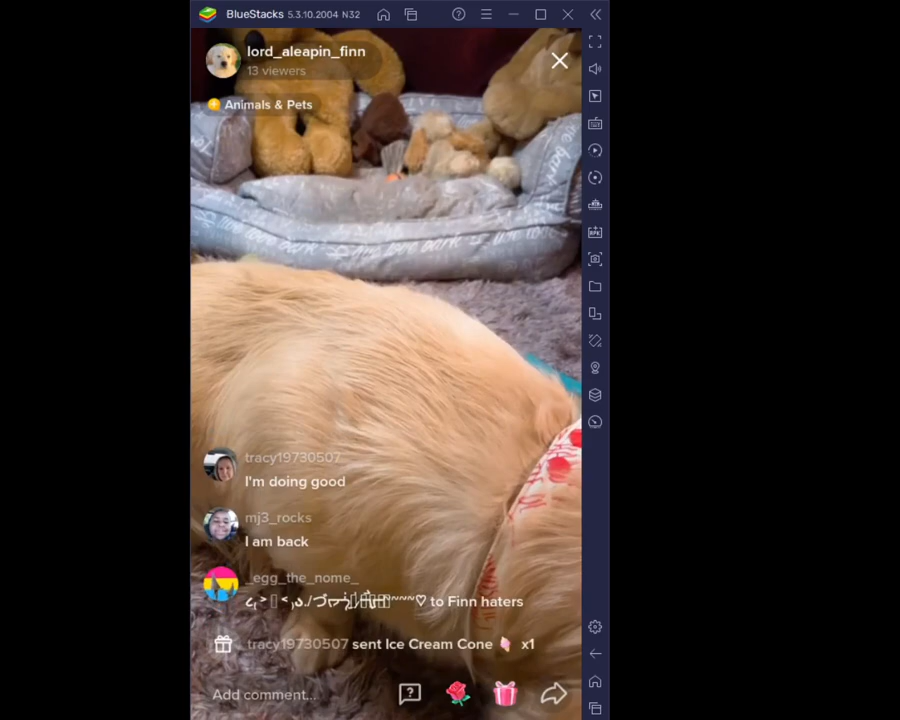 BlueStacks 5.3.10.2004 N32
lord_aleapin_finn
13 viewers
Animals & Pets
tracy19730507
I'm doing good
mj3_rocks
I am back
_egg_the_nome_
~~~♡ to Finn haters
tracy19730507 sent Ice Cream Cone x1
Add comment...